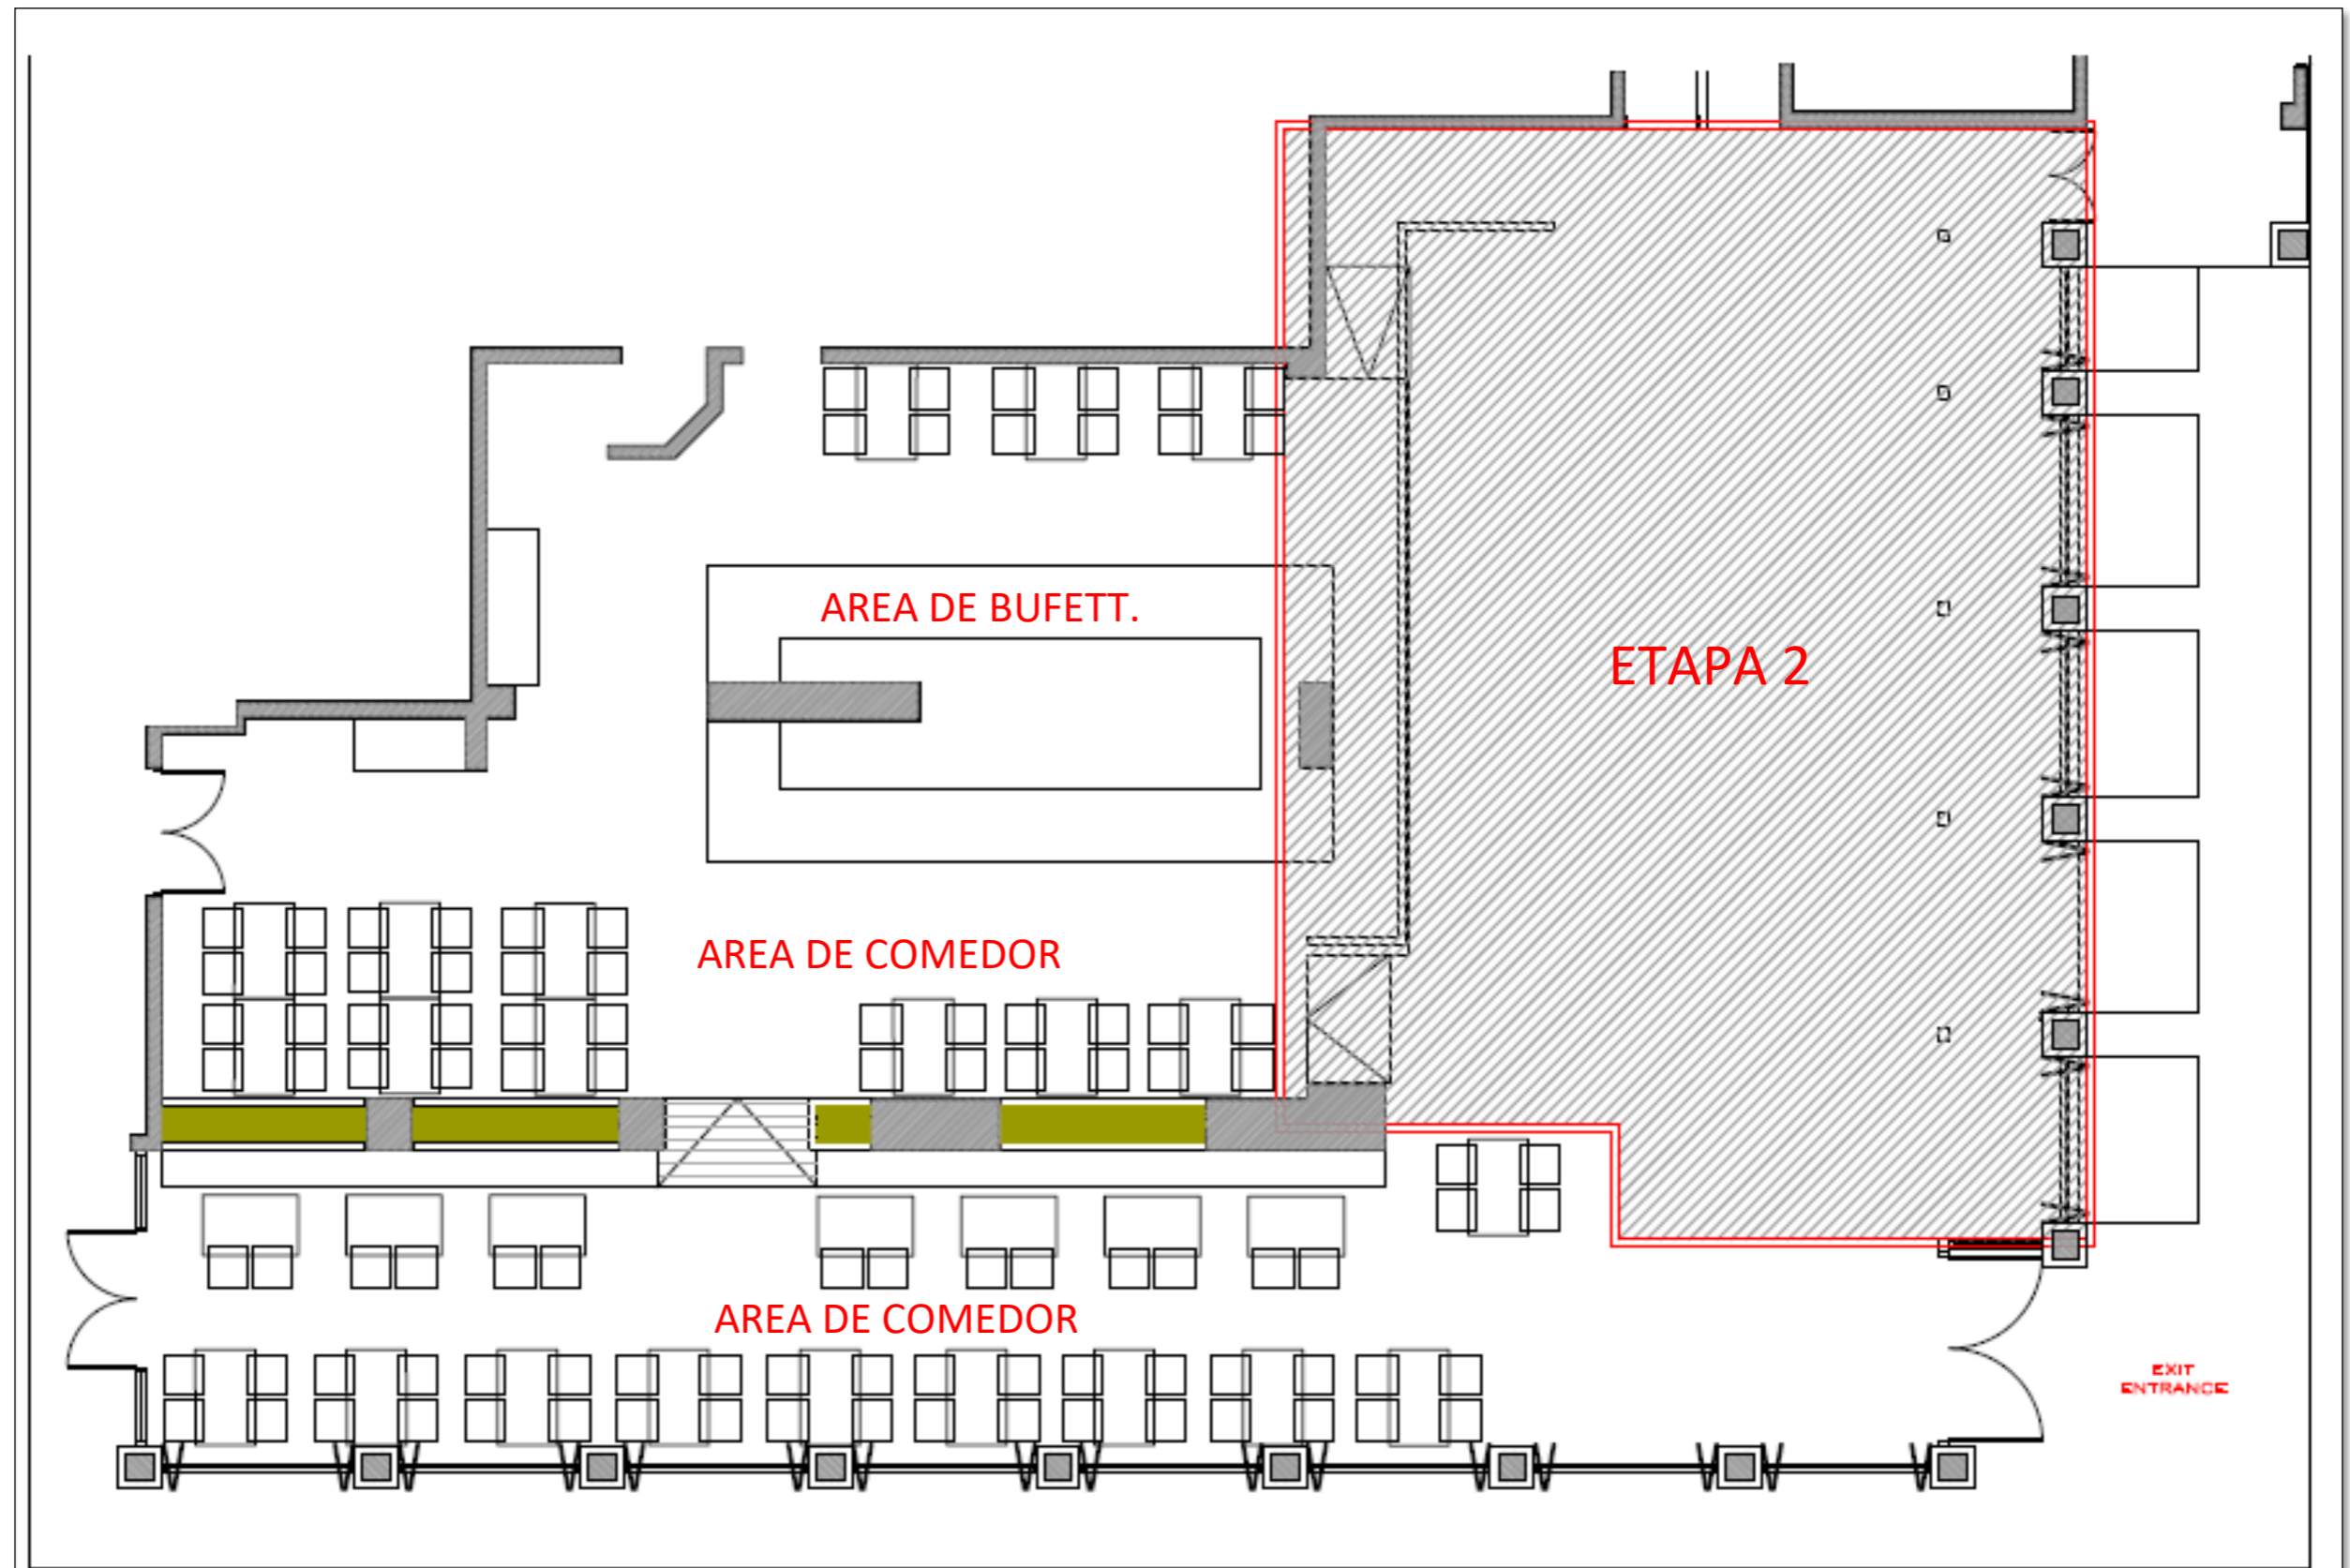 AREA DE BUFETT.
ETAPA 2
AREA DE COMEDOR
AREA DE COMEDOR
EXIT
ENTRANCE